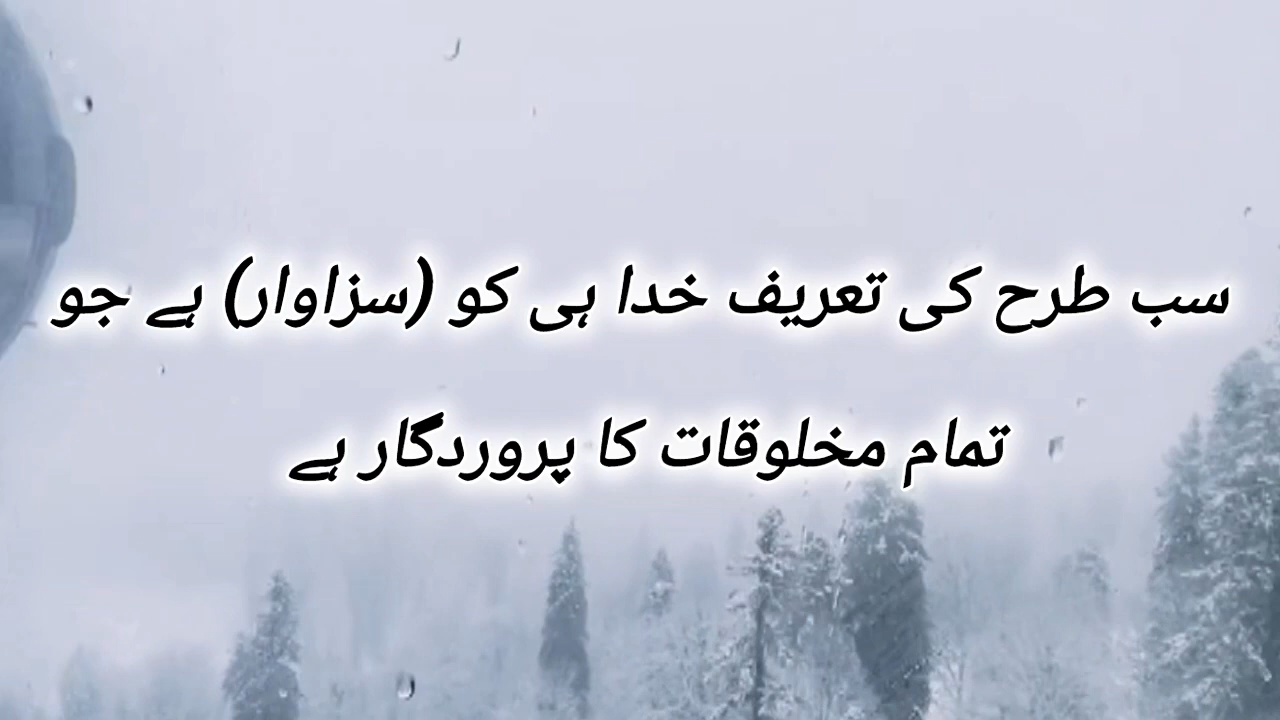 سب طرح کی تعریف خدا ہی کو (سزاوار) ہے جو
تمام مخلوقات کا پروردگار ہے